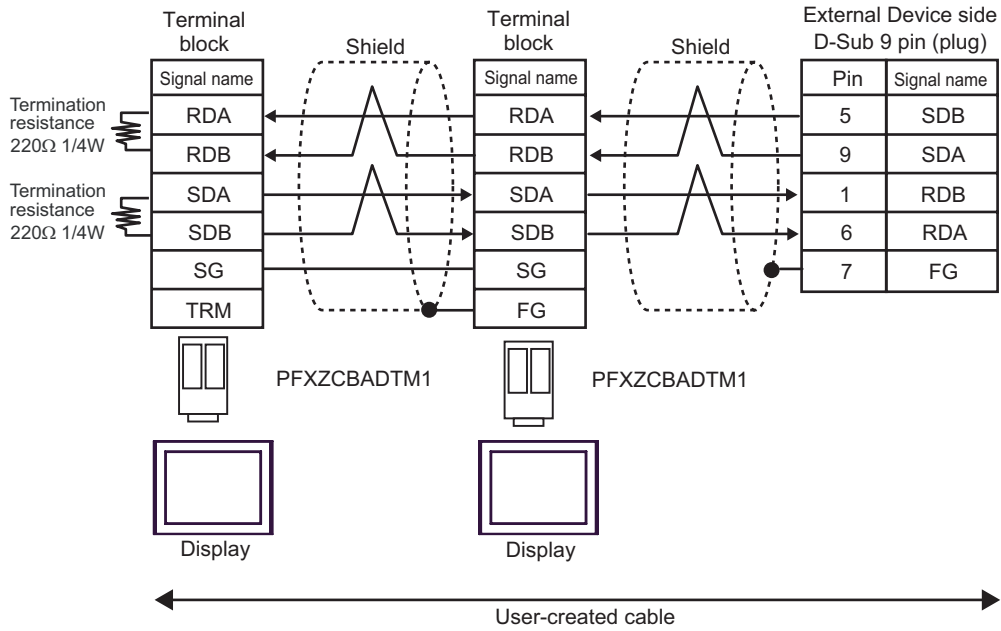 Terminal
block
Shield
Terminal
block
Shield
External Device side
D-Sub 9 pin (plug)
Signal name
Signal name
Pin
Signal name
Termination
resistance
220Ω 1/4W
Termination
resistance
220Ω 1/4W
RDA
RDA
5
SDB
RDB
RDB
9
SDA
SDA
SDA
1
RDB
SDB
SDB
6
RDA
SG
SG
7
FG
TRM
FG
PFXZCBADTM1
PFXZCBADTM1
Display
Display
User-created cable